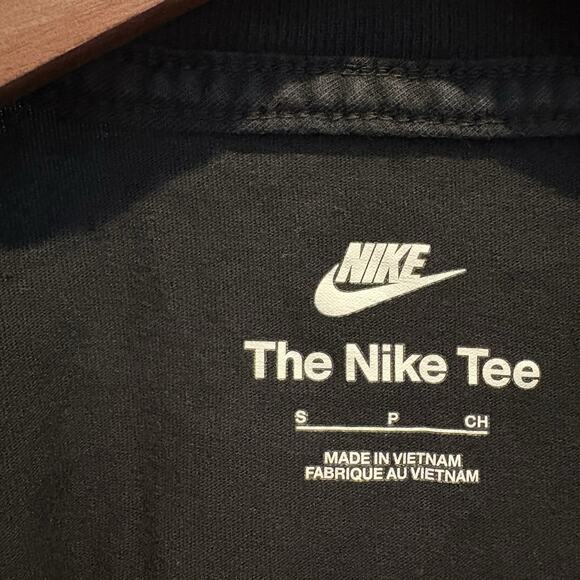 NIKE
The Nike Tee
S P CH
MADE IN VIETNAM
FABRIQUE AU VIETNAM